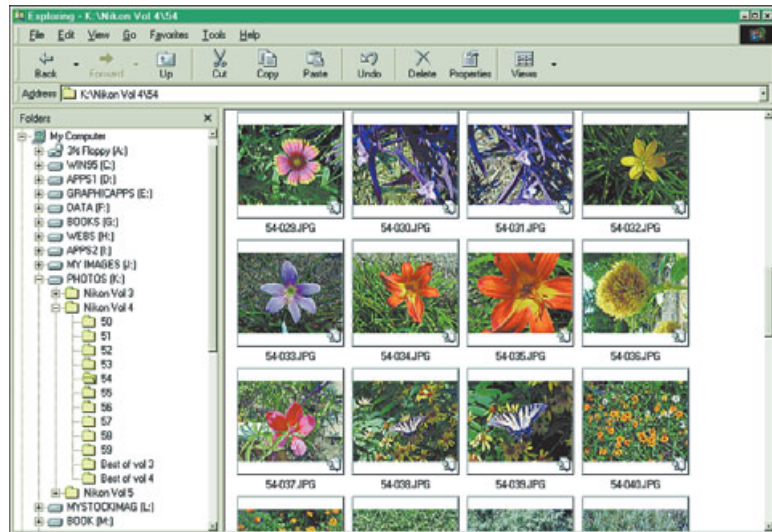 Exploring - K:\Nikon Vol 4\54
File Edit View Go Favorites Tools Help
Back Forward Up Cut Copy Paste Undo Delete Properties Views
Address K:\Nikon Vol 4\54
Folders
My Computer
3½ Floppy (A:)
WIN95 (C:)
APPS1 (D:)
GRAPHICAPPS (E:)
DATA (F:)
BOOKS (G:)
WEBS (H:)
APPS2 (I:)
MY IMAGES (J:)
PHOTOS (K:)
Nikon Vol 3
Nikon Vol 4
50
51
52
53
54
55
56
57
58
59
Best of vol 3
Best of vol 4
Nikon Vol 5
MYSTOCKIMAG (L:)
BOOK (M:)
54-029.JPG 54-030.JPG 54-031.JPG 54-032.JPG
54-033.JPG 54-034.JPG 54-035.JPG 54-036.JPG
54-037.JPG 54-038.JPG 54-039.JPG 54-040.JPG